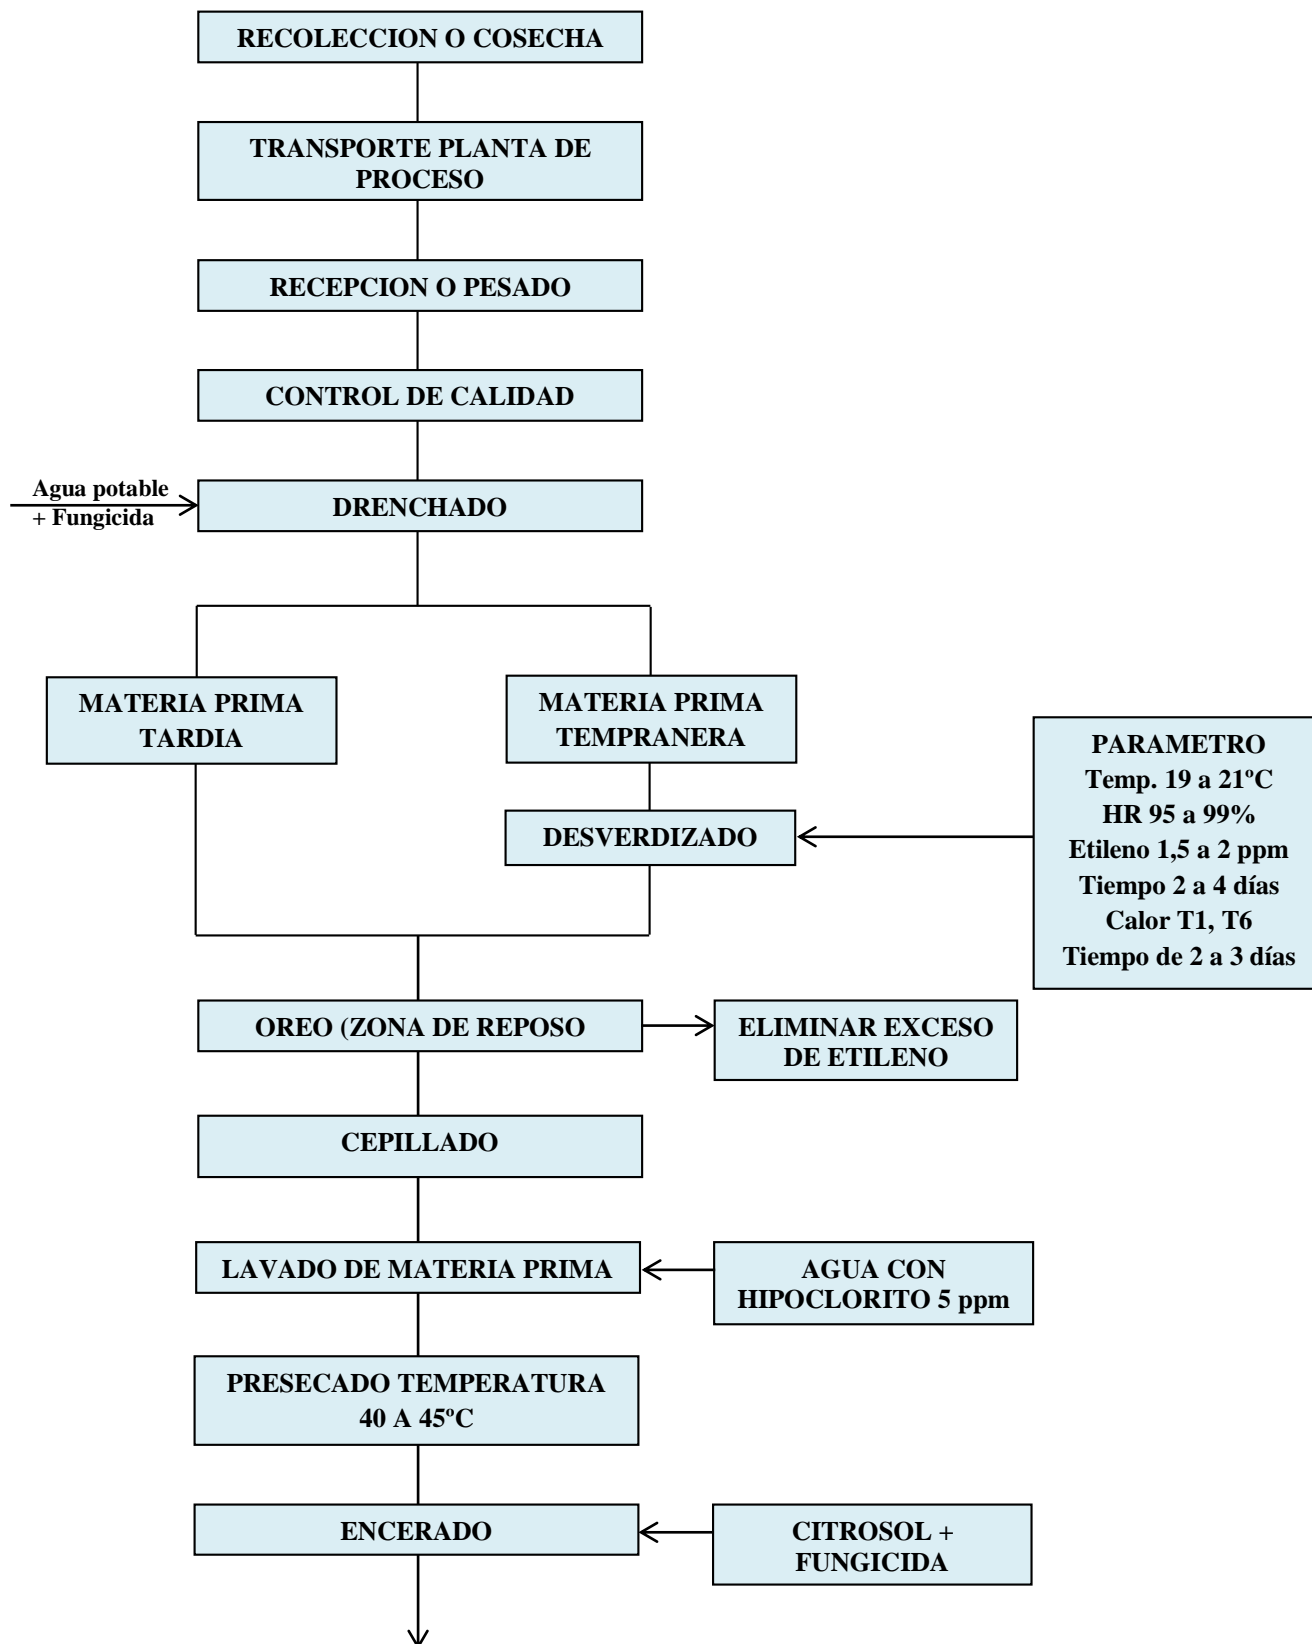 RECOLECCION O COSECHA
TRANSPORTE PLANTA DE
PROCESO
RECEPCION O PESADO
CONTROL DE CALIDAD
Agua potable
+ Fungicida
DRENCHADO
MATERIA PRIMA
TARDIA
MATERIA PRIMA
TEMPRANERA
DESVERDIZADO
PARAMETRO
Temp. 19 a 21ºC
HR 95 a 99%
Etileno 1,5 a 2 ppm
Tiempo 2 a 4 días
Calor T1, T6
Tiempo de 2 a 3 días
OREO (ZONA DE REPOSO
ELIMINAR EXCESO
DE ETILENO
CEPILLADO
LAVADO DE MATERIA PRIMA
AGUA CON
HIPOCLORITO 5 ppm
PRESECADO TEMPERATURA
40 A 45ºC
ENCERADO
CITROSOL +
FUNGICIDA